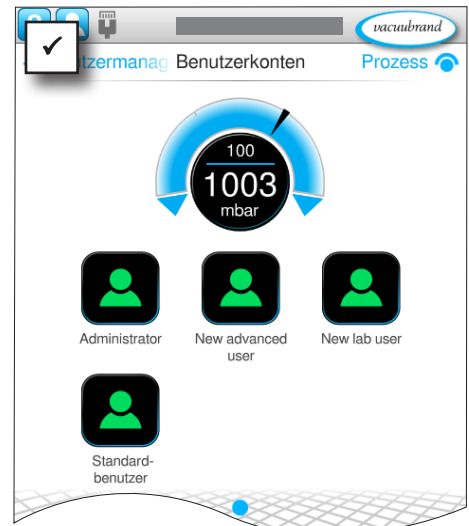 vacuubrand
tzermanag Benutzerkonten Prozess
100
1003
mbar
Administrator
New advanced
user
New lab user
Standard-
benutzer